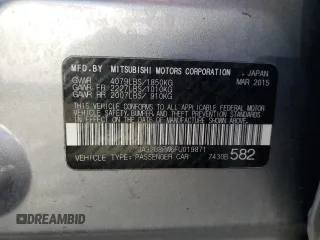 MFD.BY MITSUBISHI MOTORS CORPORATION, JAPAN
GVWR 4079LBS/1850KG MAR 2015
GAWR FR 2227LBS/1010KG
GAWR RR 2007LBS/ 910KG
THIS VEHICLE CONFORMS TO ALL APPLICABLE FEDERAL MOTOR VEHICLE SAFETY, BUMPER, AND THEFT PREVENTION STANDARDS IN EFFECT ON THE DATE OF MANUFACTURE SHOWN ABOVE.
VEHICLE TYPE: PASSENGER CAR 7430B 582